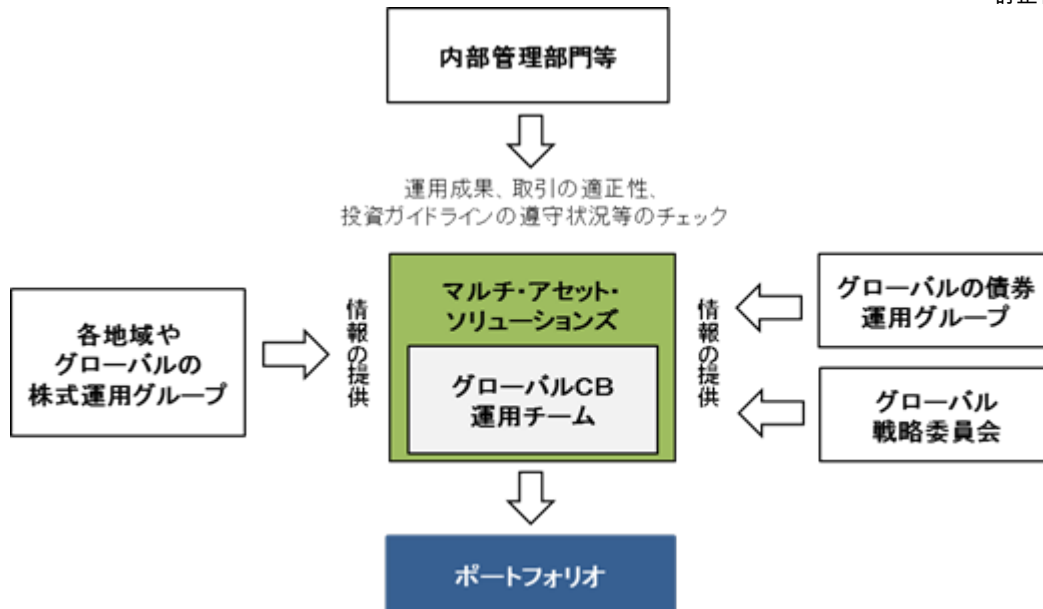 内部管理部門等
運用成果、取引の適正性、
投資ガイドラインの遵守状況等のチェック
各地域や
グローバルの
株式運用グループ
情報の提供
マルチ・アセット・
ソリューションズ
グローバルCB
運用チーム
情報の提供
グローバルの債券
運用グループ
グローバル
戦略委員会
ポートフォリオ